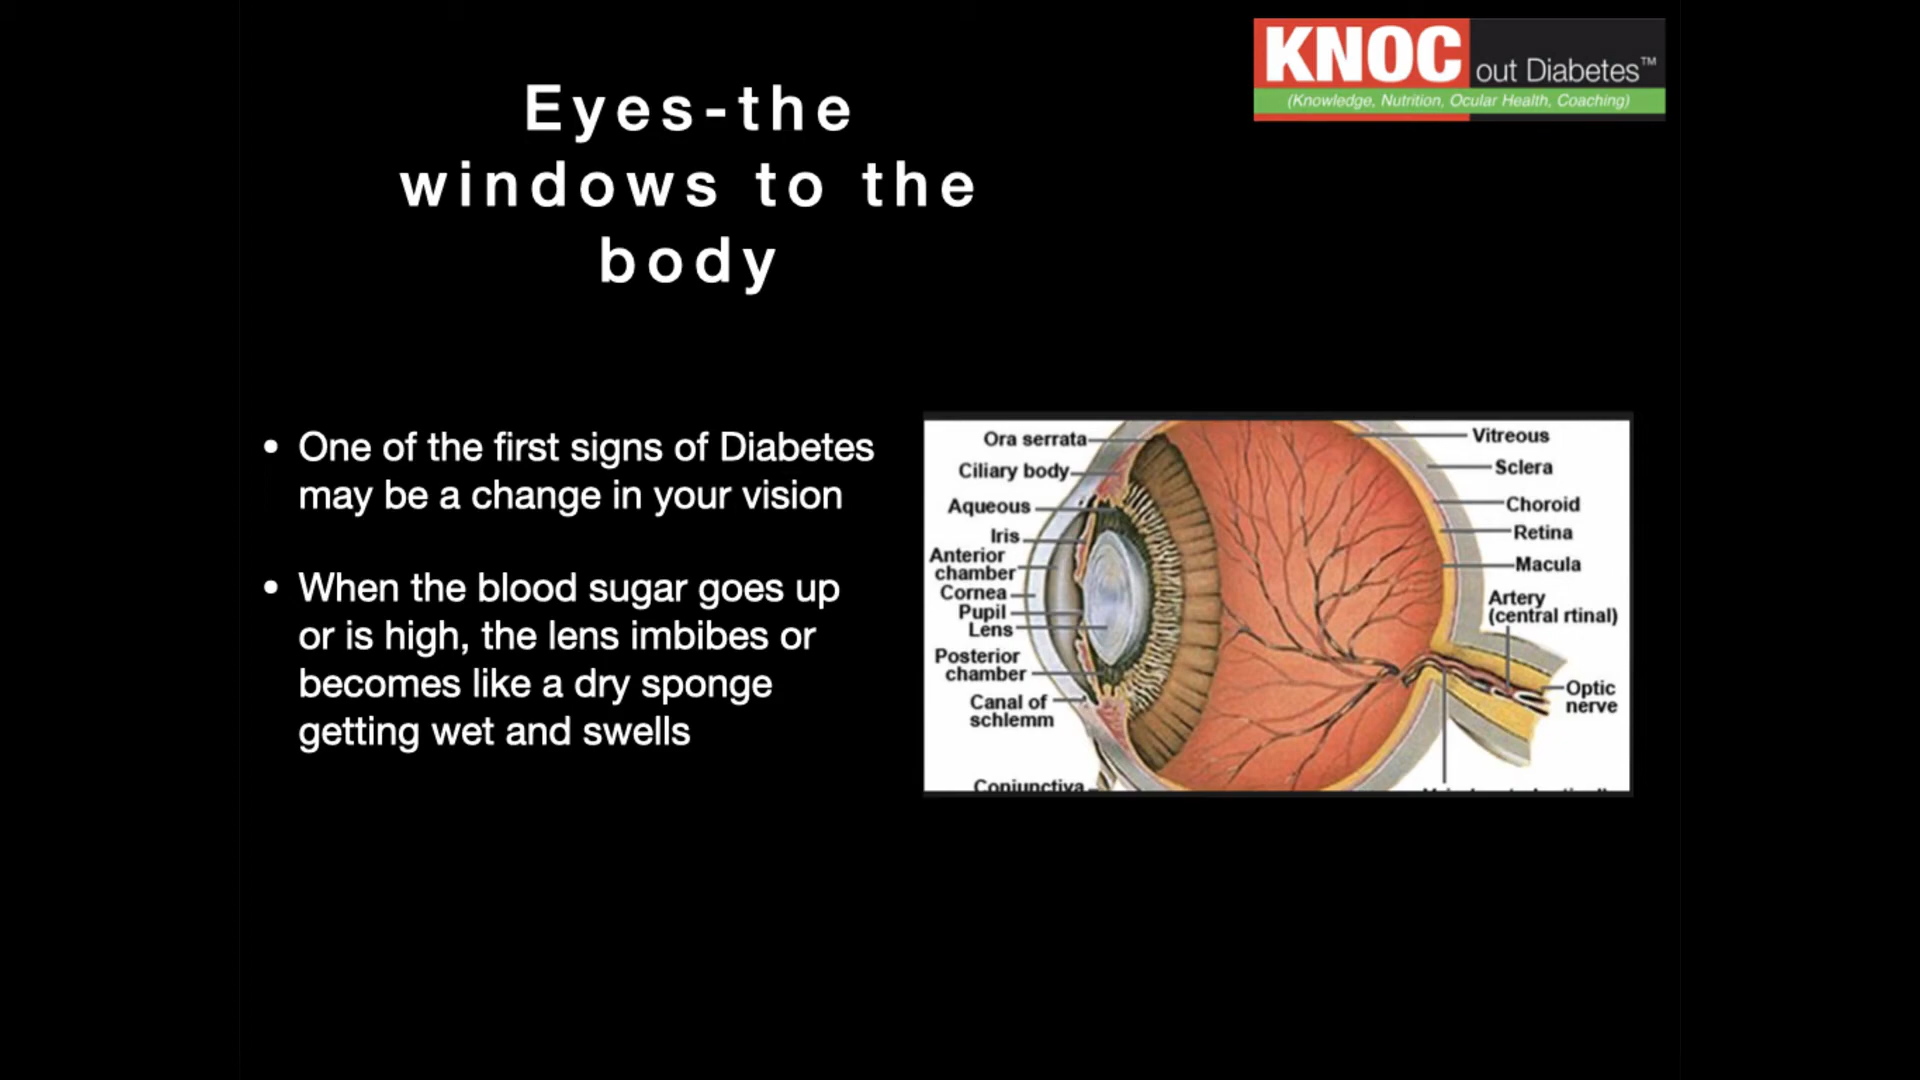 KNOC out Diabetes™
(Knowledge, Nutrition, Ocular Health, Coaching)
Eyes-the
windows to the
body
• One of the first signs of Diabetes
may be a change in your vision
• When the blood sugar goes up
or is high, the lens imbibes or
becomes like a dry sponge
getting wet and swells
Ora serrata
Ciliary body
Aqueous
Iris
Anterior
chamber
Cornea
Pupil
Lens
Posterior
chamber
Canal of
schlemm
Conjunctiva
Vitreous
Sclera
Choroid
Retina
Macula
Artery
(central rtinal)
Optic
nerve